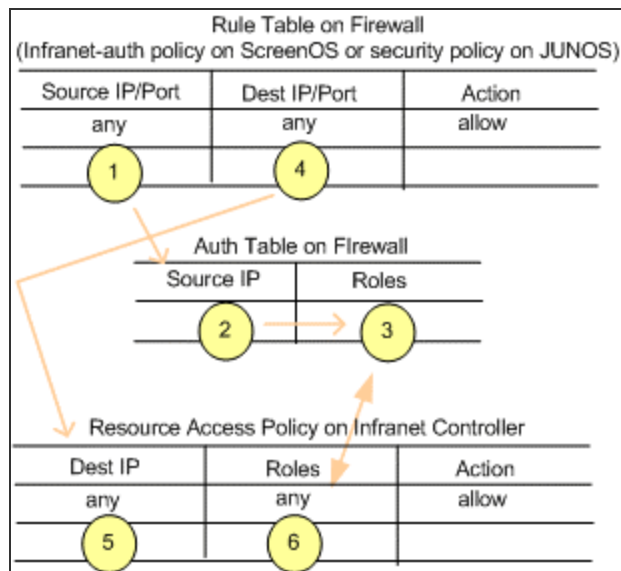 Rule Table on Firewall
(Infranet-auth policy on ScreenOS or security policy on JUNOS)
Source IP/Port Dest IP/Port Action
any any allow
1 4
Auth Table on FIrewall
Source IP Roles
2 3
Resource Access Policy on Infranet Controller
Dest IP Roles Action
any any allow
5 6